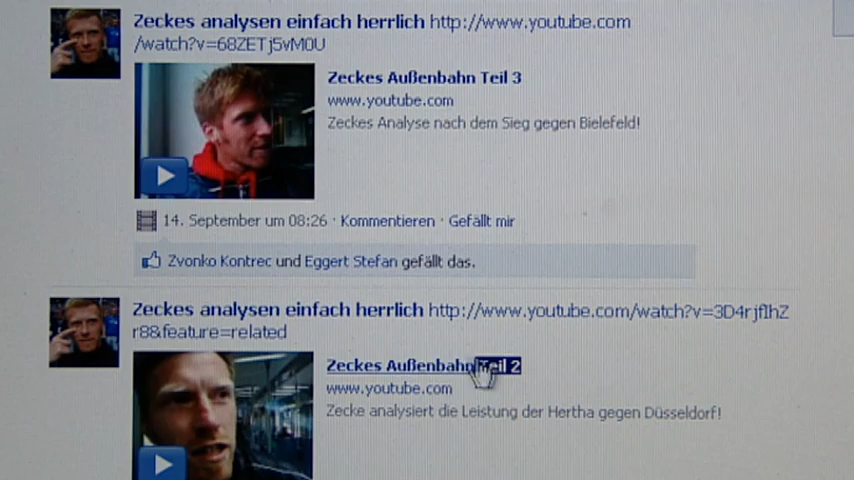 Zeckes analysen einfach herrlich http://www.youtube.com
/watch?v=68ZETj5vM0U
Zeckes Außenbahn Teil 3
www.youtube.com
Zeckes Analyse nach dem Sieg gegen Bielefeld!
14. September um 08:26 · Kommentieren · Gefällt mir
Zvonko Kontrec und Eggert Stefan gefällt das.
Zeckes analysen einfach herrlich http://www.youtube.com/watch?v=3D4rjfIhZ
r8&feature=related
Zeckes Außenbahn Teil 2
www.youtube.com
Zecke analysiert die Leistung der Hertha gegen Düsseldorf!